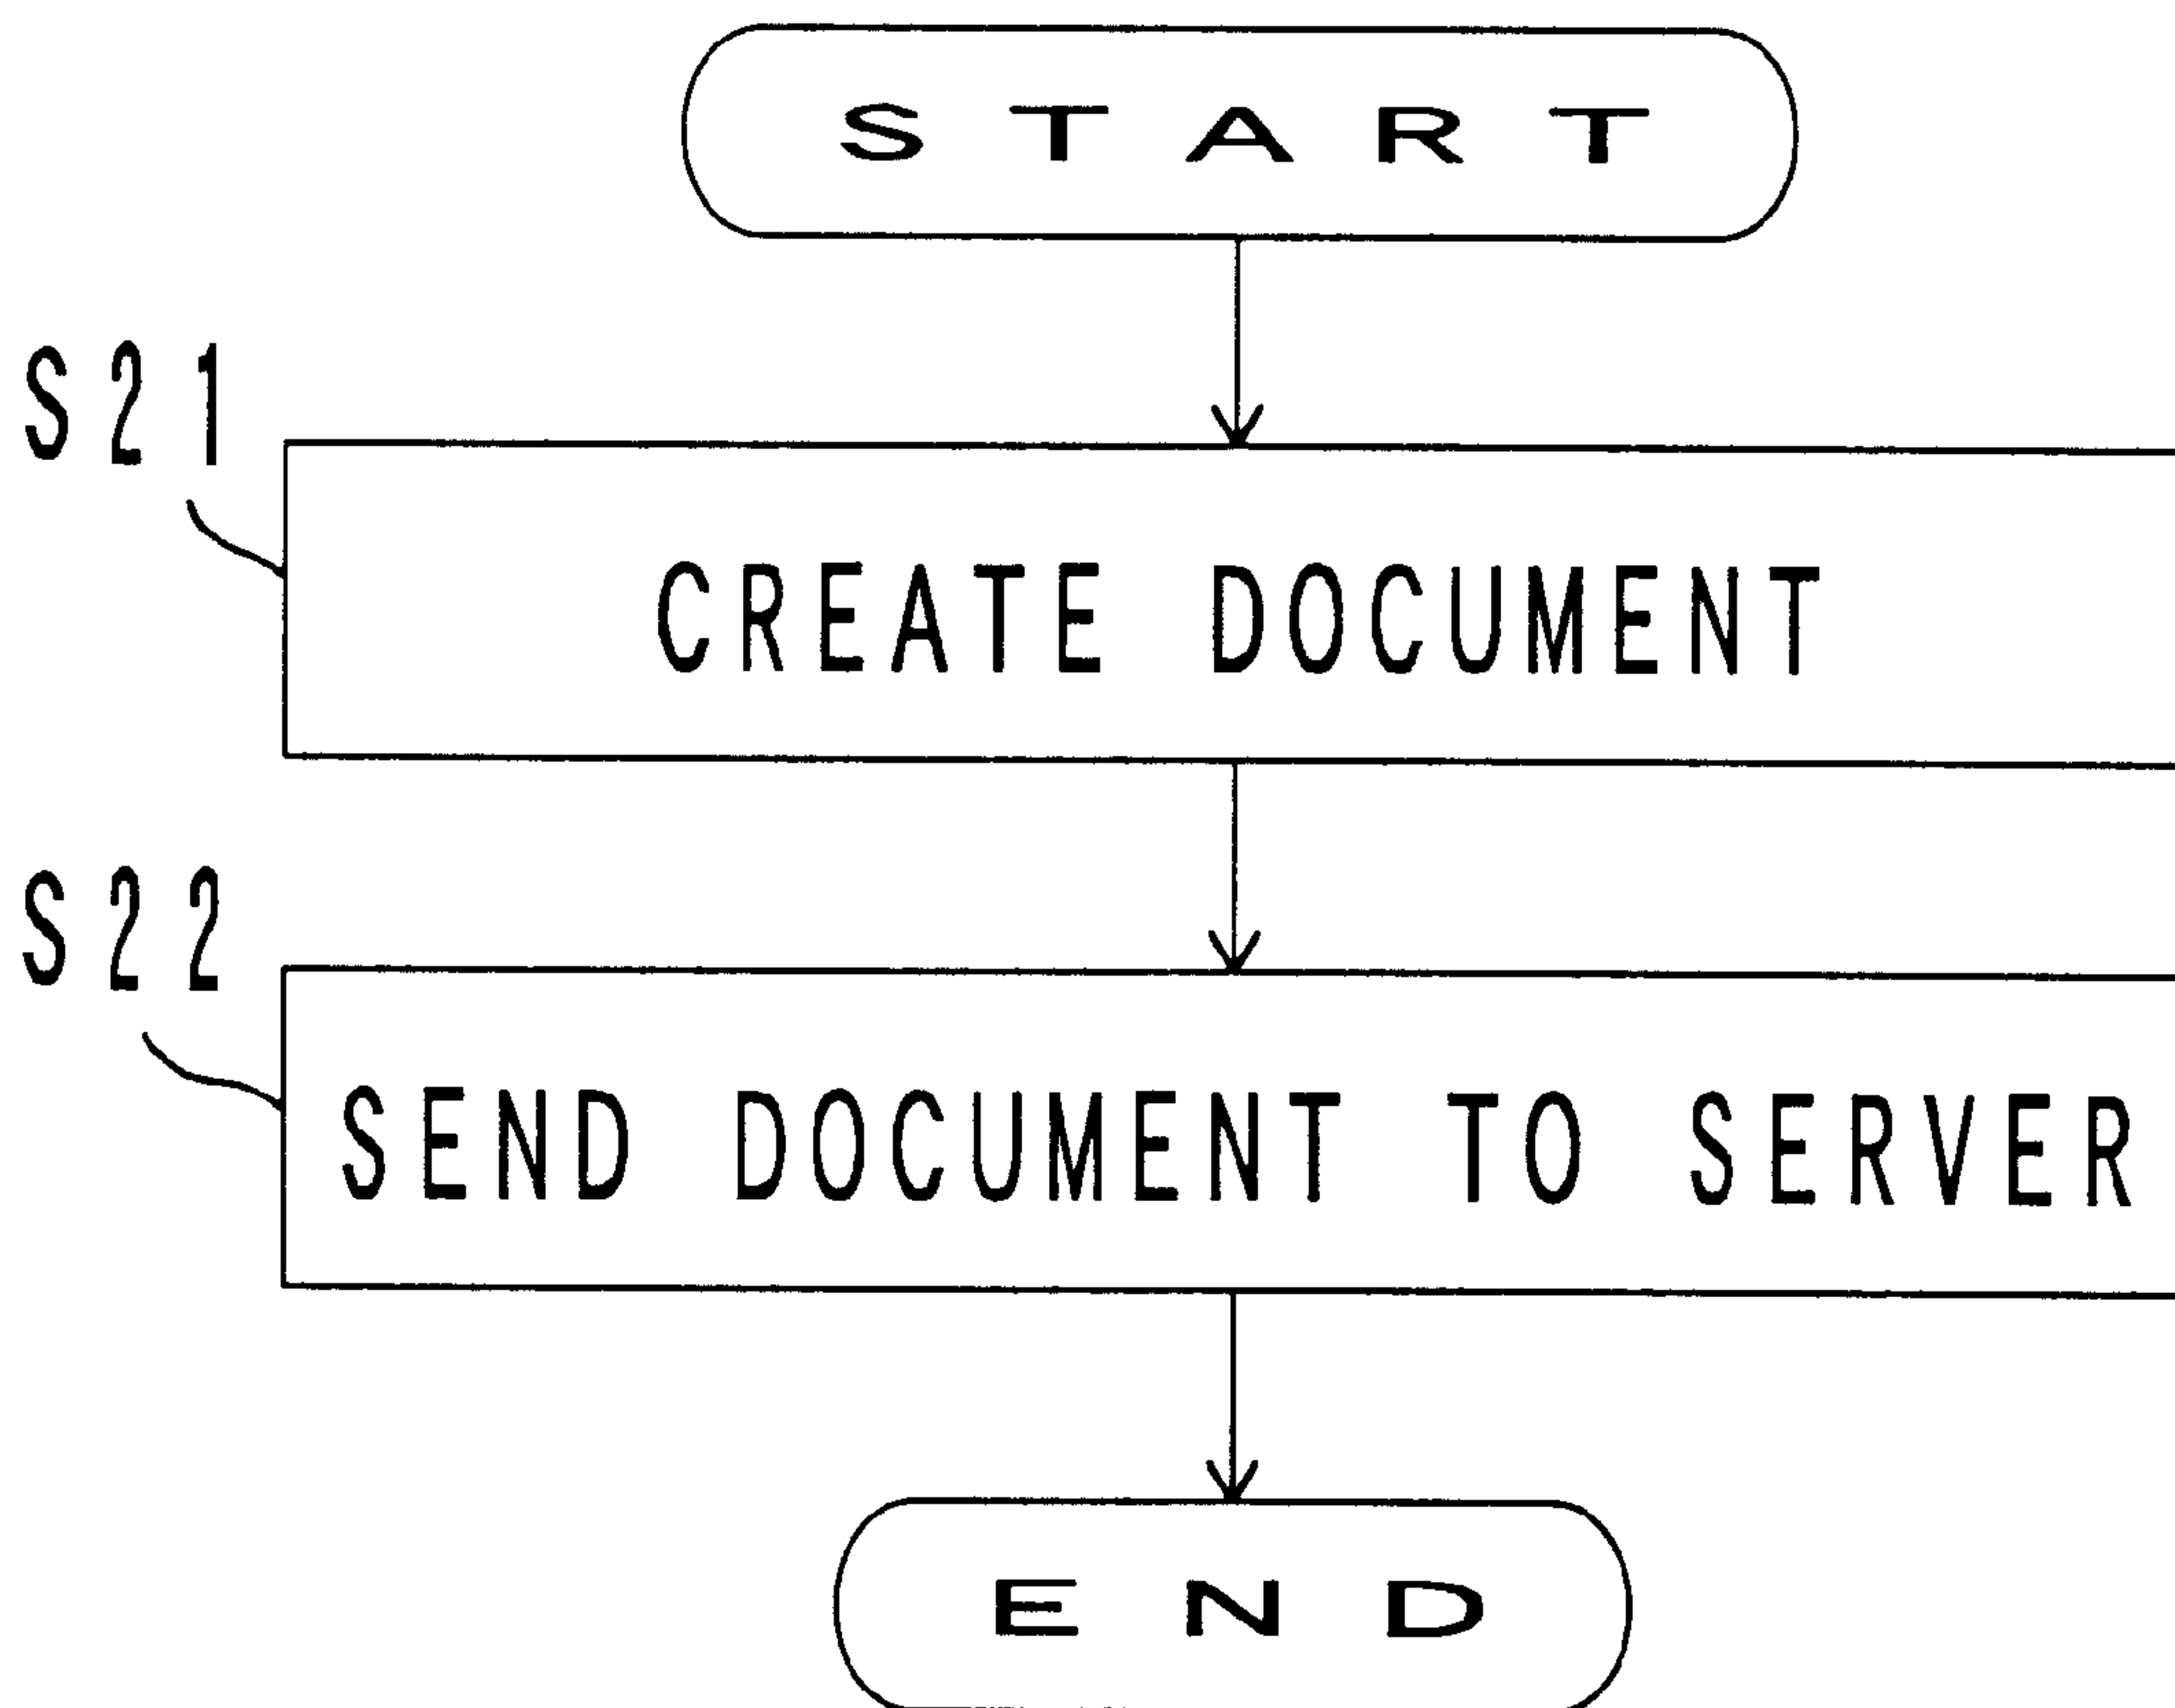 START
S21
CREATE DOCUMENT
S22
SEND DOCUMENT TO SERVER
END